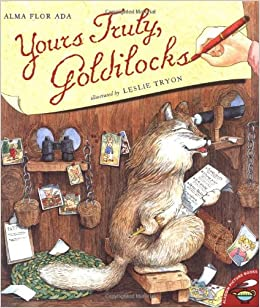 ALMA FLOR ADA
Yours Truly,
Goldilocks
illustrated by LESLIE TRYON